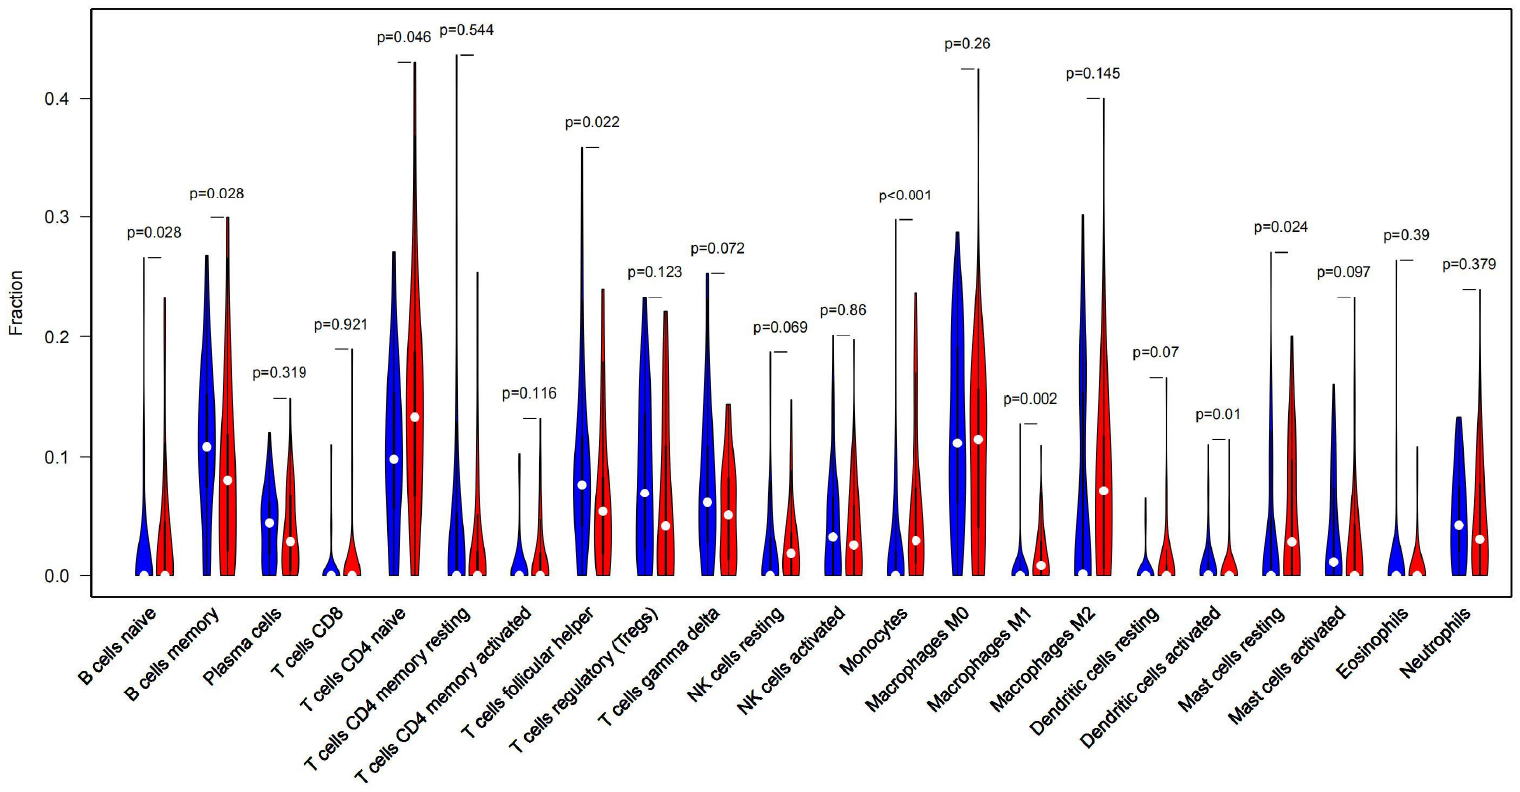 p=0.028
p=0.028
p=0.319
p=0.921
p=0.046
p=0.544
p=0.116
p=0.022
p=0.123
p=0.072
p=0.069
p=0.86
p<0.001
p=0.26
p=0.002
p=0.145
p=0.07
p=0.01
p=0.024
p=0.097
p=0.39
p=0.379
Fraction
0.4
0.3
0.2
0.1
0.0
B cells naive
B cells memory
Plasma cells
T cells CD8
T cells CD4 naive
T cells CD4 memory resting
T cells CD4 memory activated
T cells follicular helper
T cells regulatory (Tregs)
T cells gamma delta
NK cells resting
NK cells activated
Monocytes
Macrophages M0
Macrophages M1
Macrophages M2
Dendritic cells resting
Dendritic cells activated
Mast cells resting
Mast cells activated
Eosinophils
Neutrophils